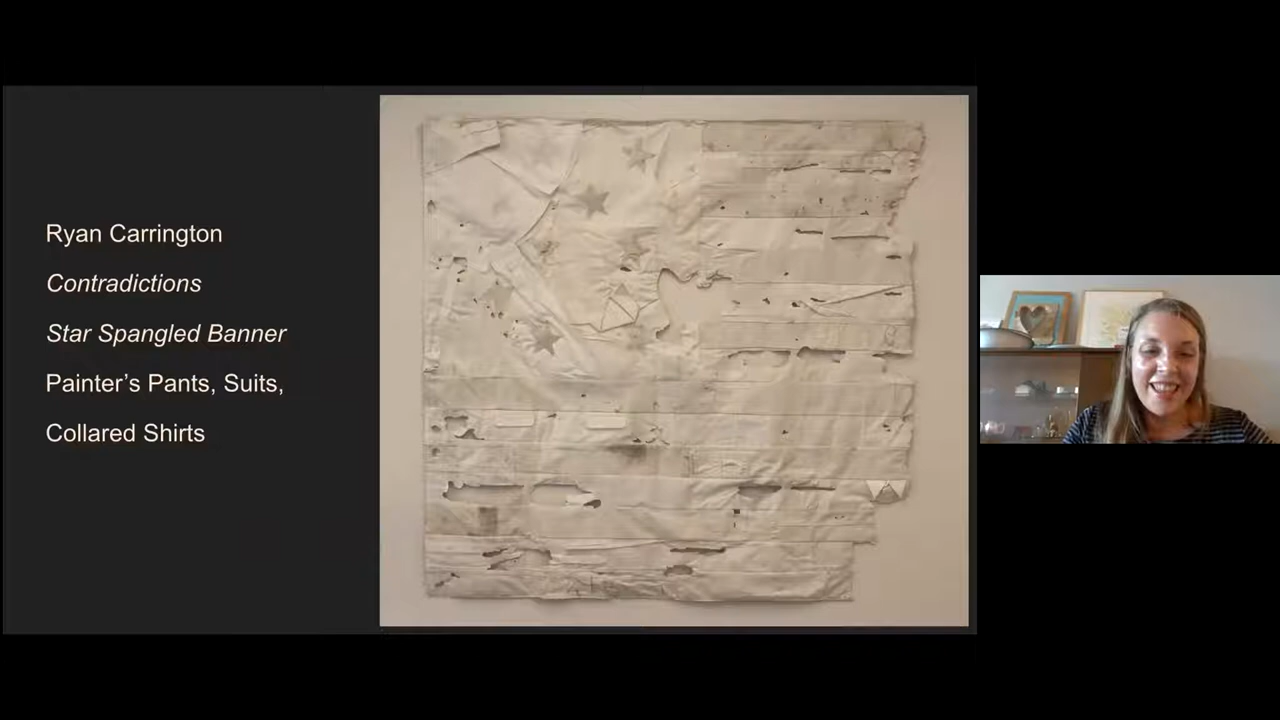 Ryan Carrington
Contradictions
Star Spangled Banner
Painter’s Pants, Suits,
Collared Shirts